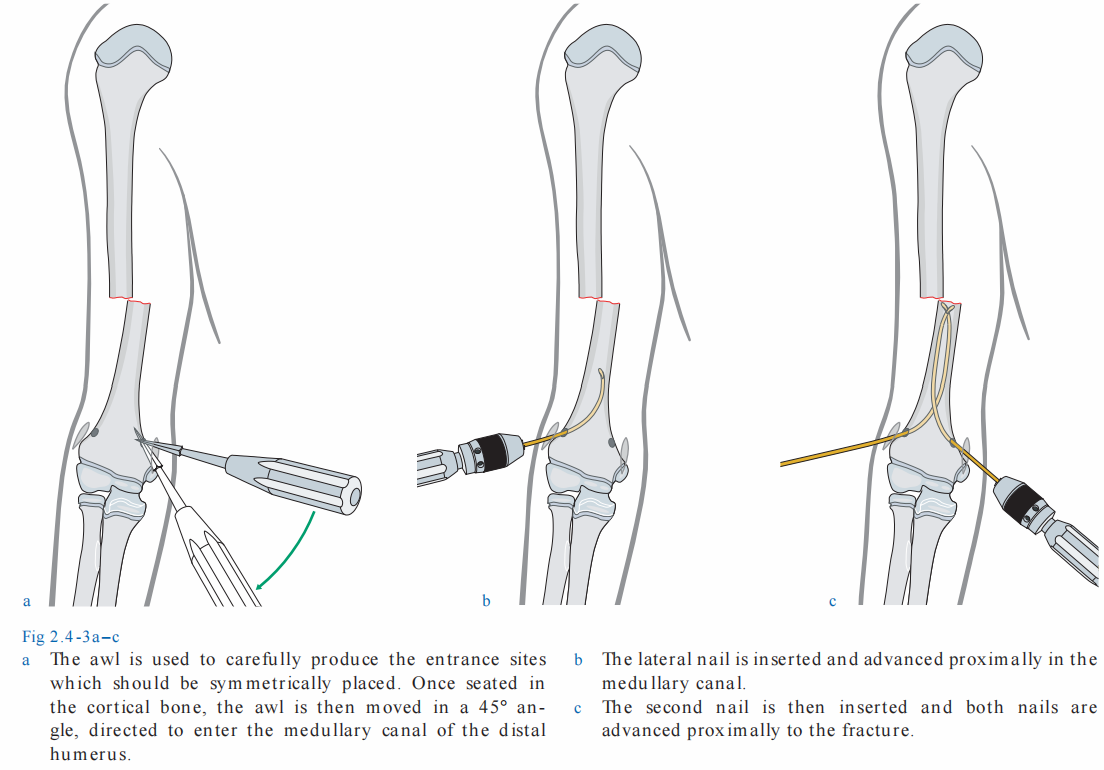 a
b
c
Fig 2.4-3a–c
a The awl is used to carefully produce the entrance sites
which should be symmetrically placed. Once seated in
the cortical bone, the awl is then moved in a 45° an-
gle, directed to enter the medullary canal of the distal
humerus.
b The lateral nail is inserted and advanced proximally in the
medullary canal.
c The second nail is then inserted and both nails are
advanced proximally to the fracture.